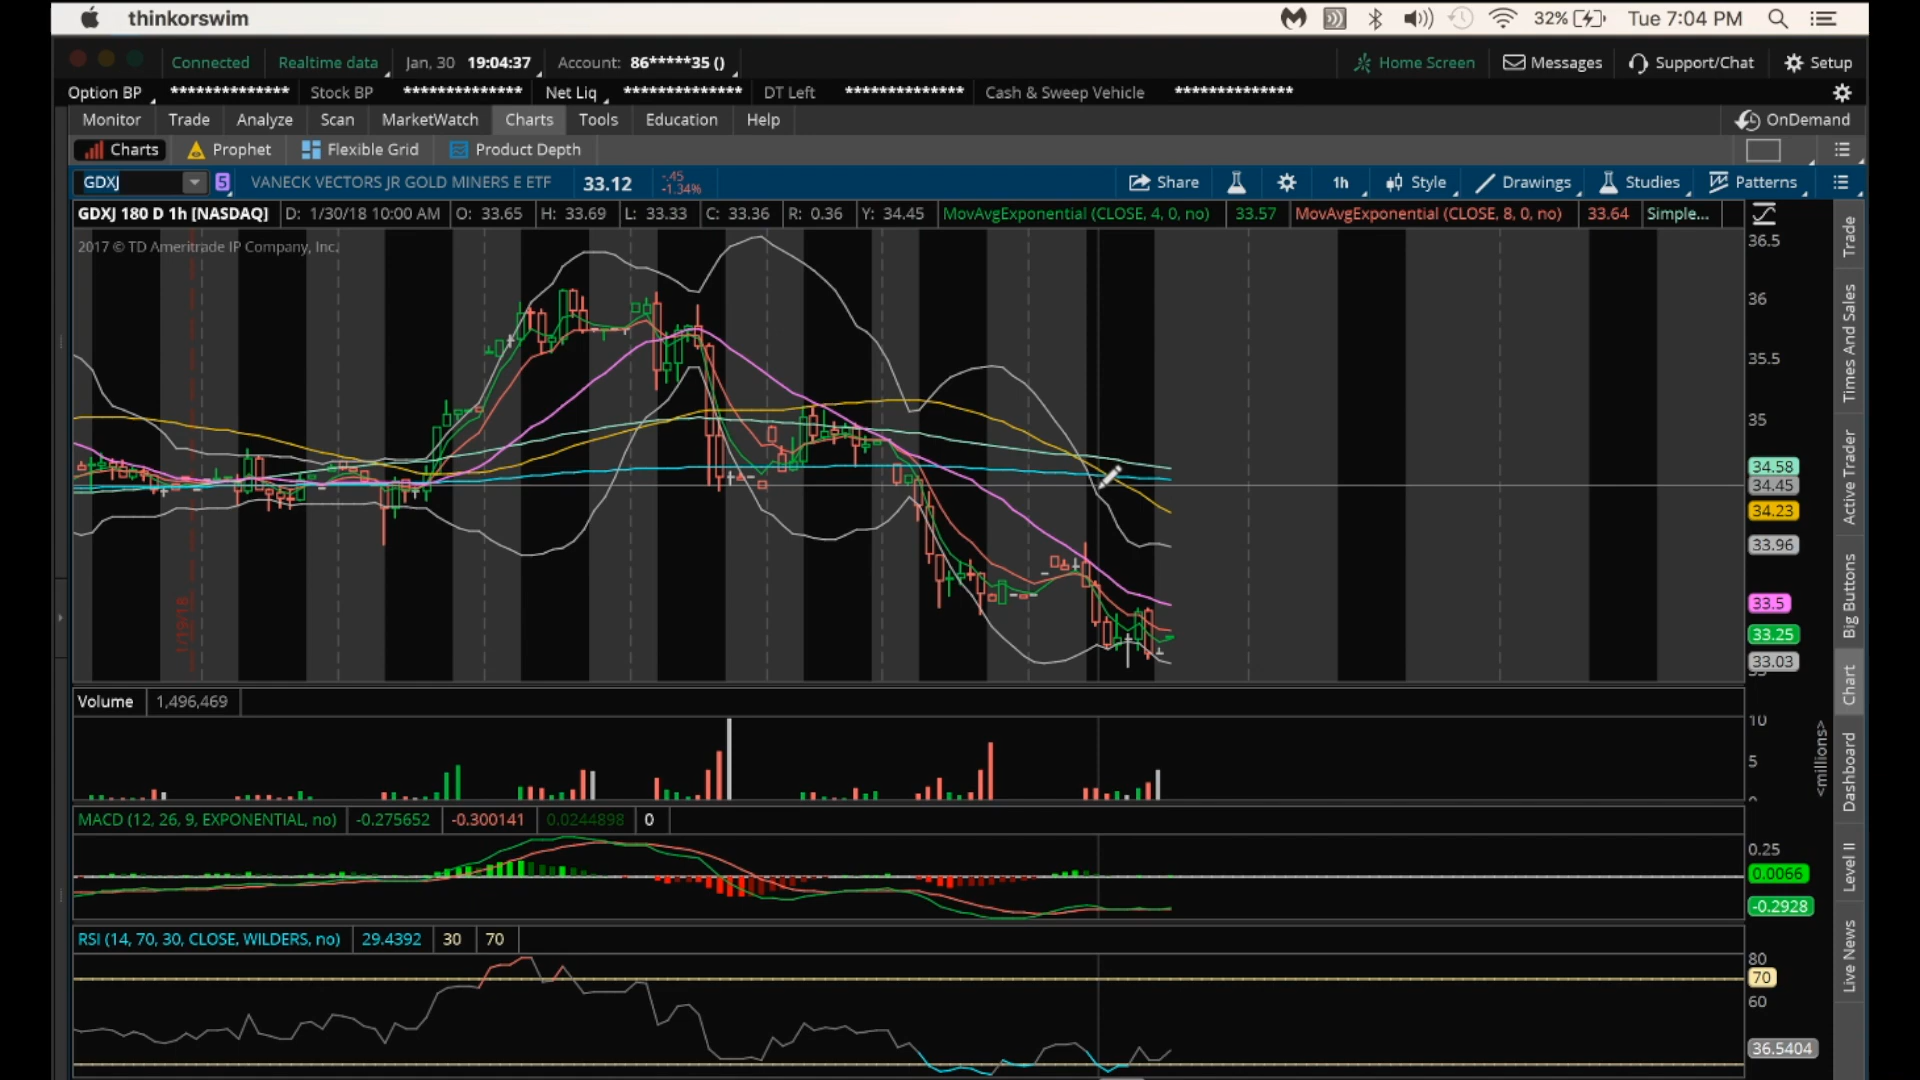 thinkorswim 32% Tue 7:04 PM
Connected Realtime data Jan, 30 19:04:37 Account: 86*****35 () Home Screen Messages Support/Chat Setup
Option BP ************** Stock BP ************** Net Liq ************** DT Left ************** Cash & Sweep Vehicle **************
Monitor Trade Analyze Scan MarketWatch Charts Tools Education Help OnDemand
Charts Prophet Flexible Grid Product Depth
GDXJ 5 VANECK VECTORS JR GOLD MINERS E ETF 33.12 -.45 -1.34% Share 1h Style Drawings Studies Patterns
GDXJ 180 D 1h [NASDAQ] D: 1/30/18 10:00 AM O: 33.65 H: 33.69 L: 33.33 C: 33.36 R: 0.36 Y: 34.45 MovAvgExponential (CLOSE, 4, 0, no) 33.57 MovAvgExponential (CLOSE, 8, 0, no) 33.64 Simple...
2017 © TD Ameritrade IP Company, Inc.
36.5
36
35.5
35
34.58
34.45
34.23
33.96
33.5
33.25
33.03
1/19/18
Volume 1,496,469
10
5
<millions>
MACD (12, 26, 9, EXPONENTIAL, no) -0.275652 -0.300141 0.0244898 0
0.25
0.0066
-0.2928
RSI (14, 70, 30, CLOSE, WILDERS, no) 29.4392 30 70
80
70
60
36.5404
Trade
Times And Sales
Active Trader
Big Buttons
Chart
Dashboard
Level II
Live News